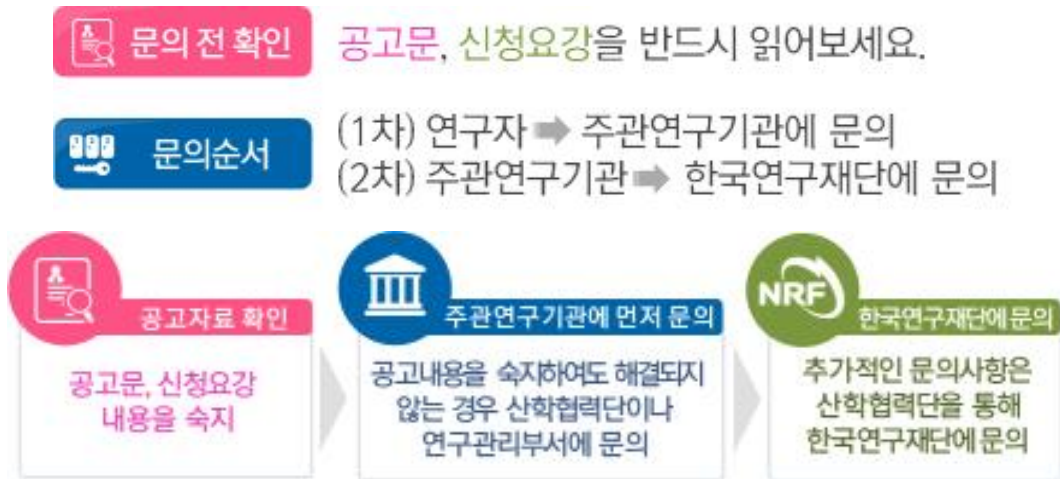 문의 전 확인 공고문, 신청요강을 반드시 읽어보세요.
문의순서
(1차) 연구자 ➡ 주관연구기관에 문의
(2차) 주관연구기관 ➡ 한국연구재단에 문의
공고자료 확인
공고문, 신청요강
내용을 숙지
주관연구기관에 먼저 문의
공고내용을 숙지하여도 해결되지
않는 경우 산학협력단이나
연구관리부서에 문의
NRF
한국연구재단에 문의
추가적인 문의사항은
산학협력단을 통해
한국연구재단에 문의